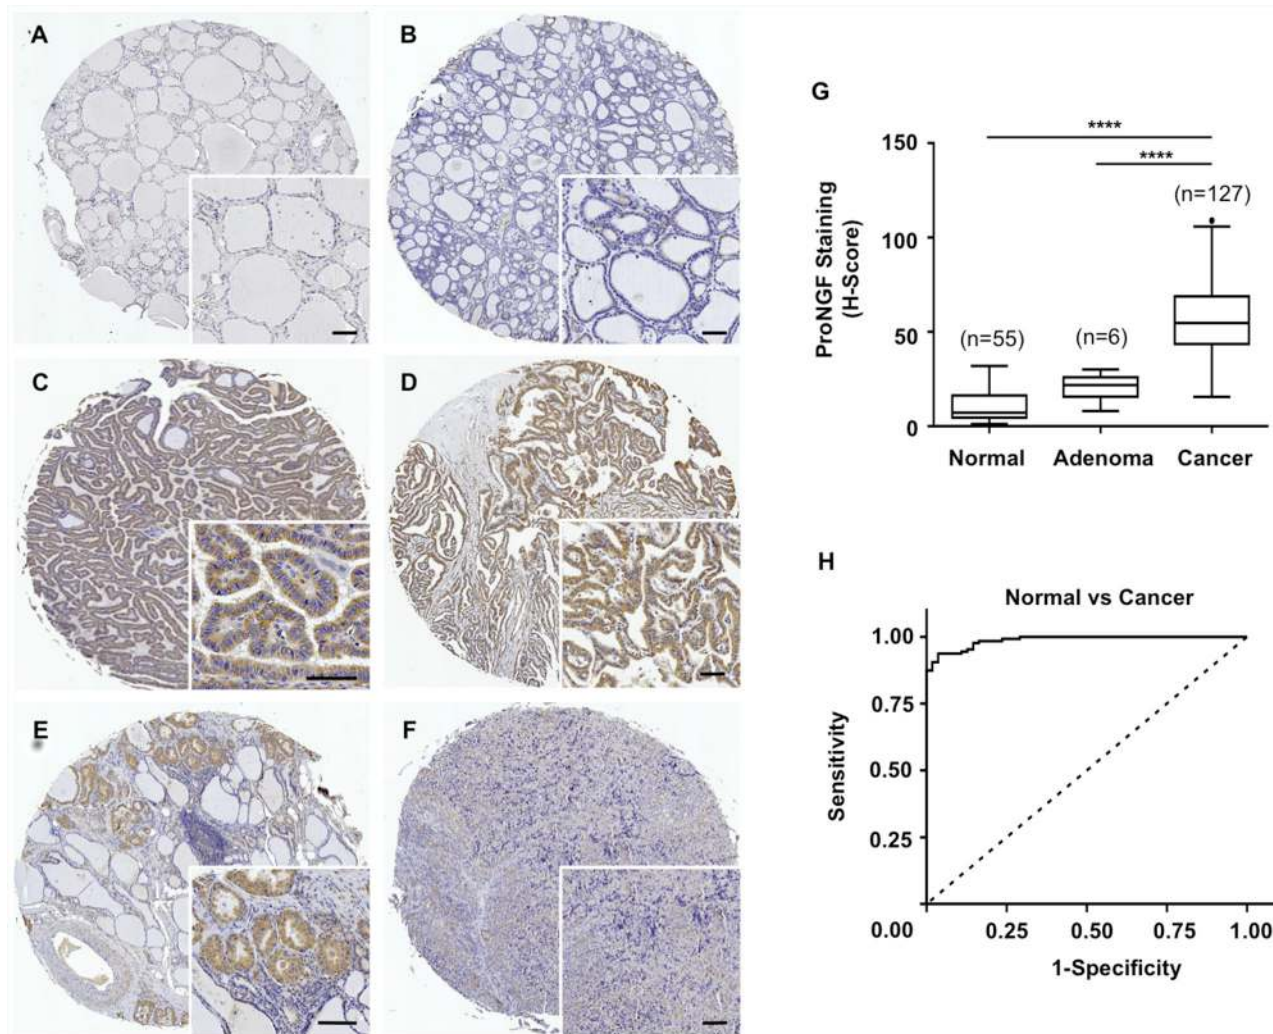 A
B
C
D
E
F
G
****
****
150
100
50
0
ProNGF Staining
(H-Score)
(n=55)
(n=6)
(n=127)
Normal Adenoma Cancer
H
Normal vs Cancer
1.00
0.75
0.50
0.25
0.00
Sensitivity
0.25 0.50 0.75 1.00
1-Specificity